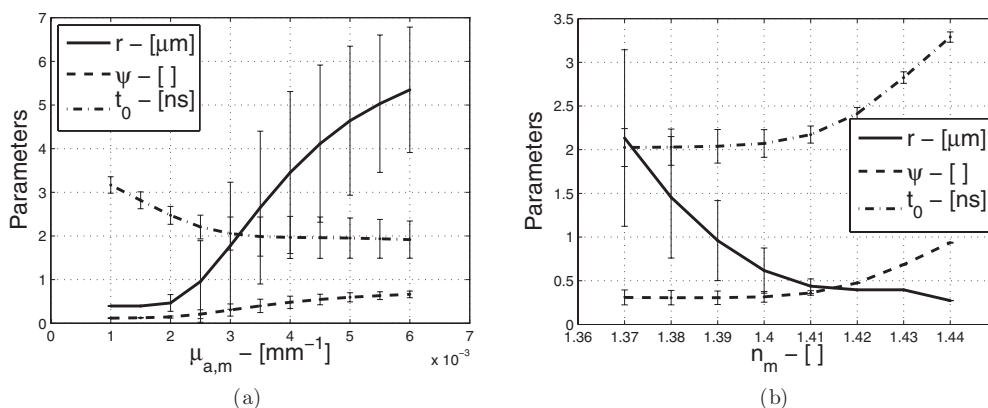 7
6
5
4
3
2
1
0
Parameters
r – [μm]
ψ – [ ]
t0 – [ns]
0 1 2 3 4 5 6 7
x 10−3
μa,m – [mm−1]
(a)
3.5
3
2.5
2
1.5
1
0.5
0
Parameters
r – [μm]
ψ – [ ]
t0 – [ns]
1.36 1.37 1.38 1.39 1.4 1.41 1.42 1.43 1.44
nm – [ ]
(b)